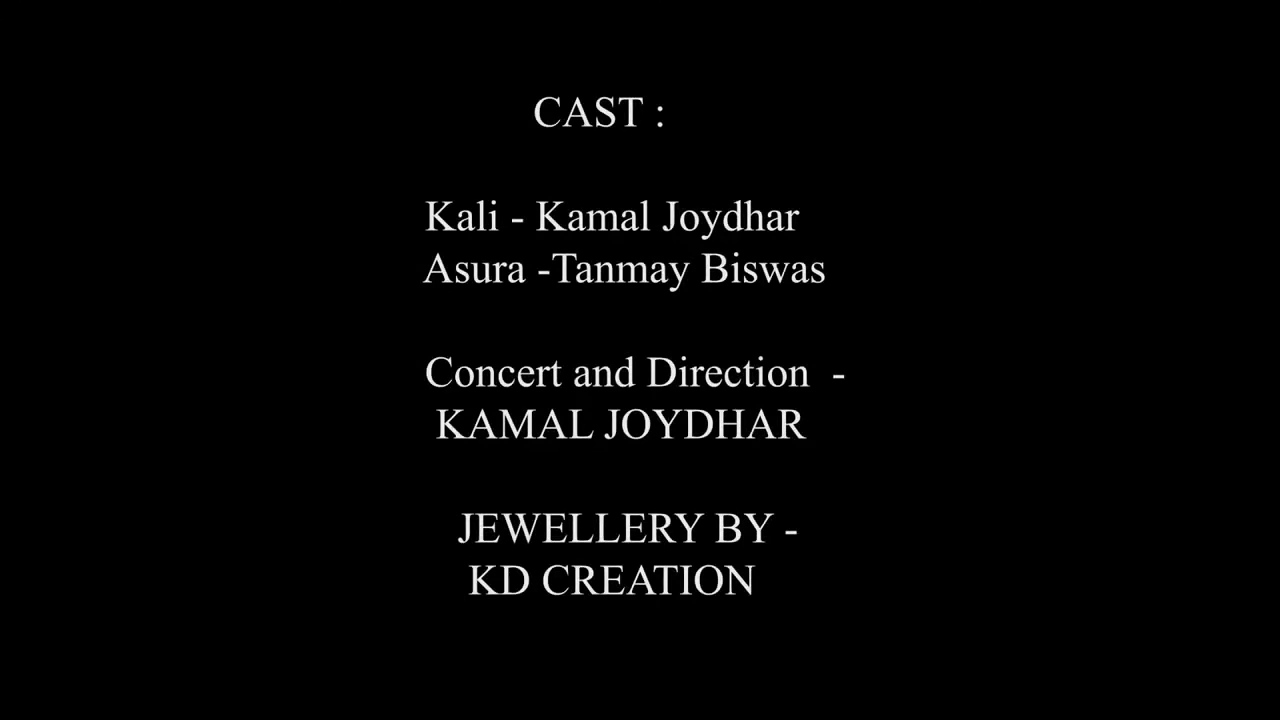 CAST :
Kali - Kamal Joydhar
Asura -Tanmay Biswas
Concert and Direction  -
KAMAL JOYDHAR
JEWELLERY BY -
KD CREATION